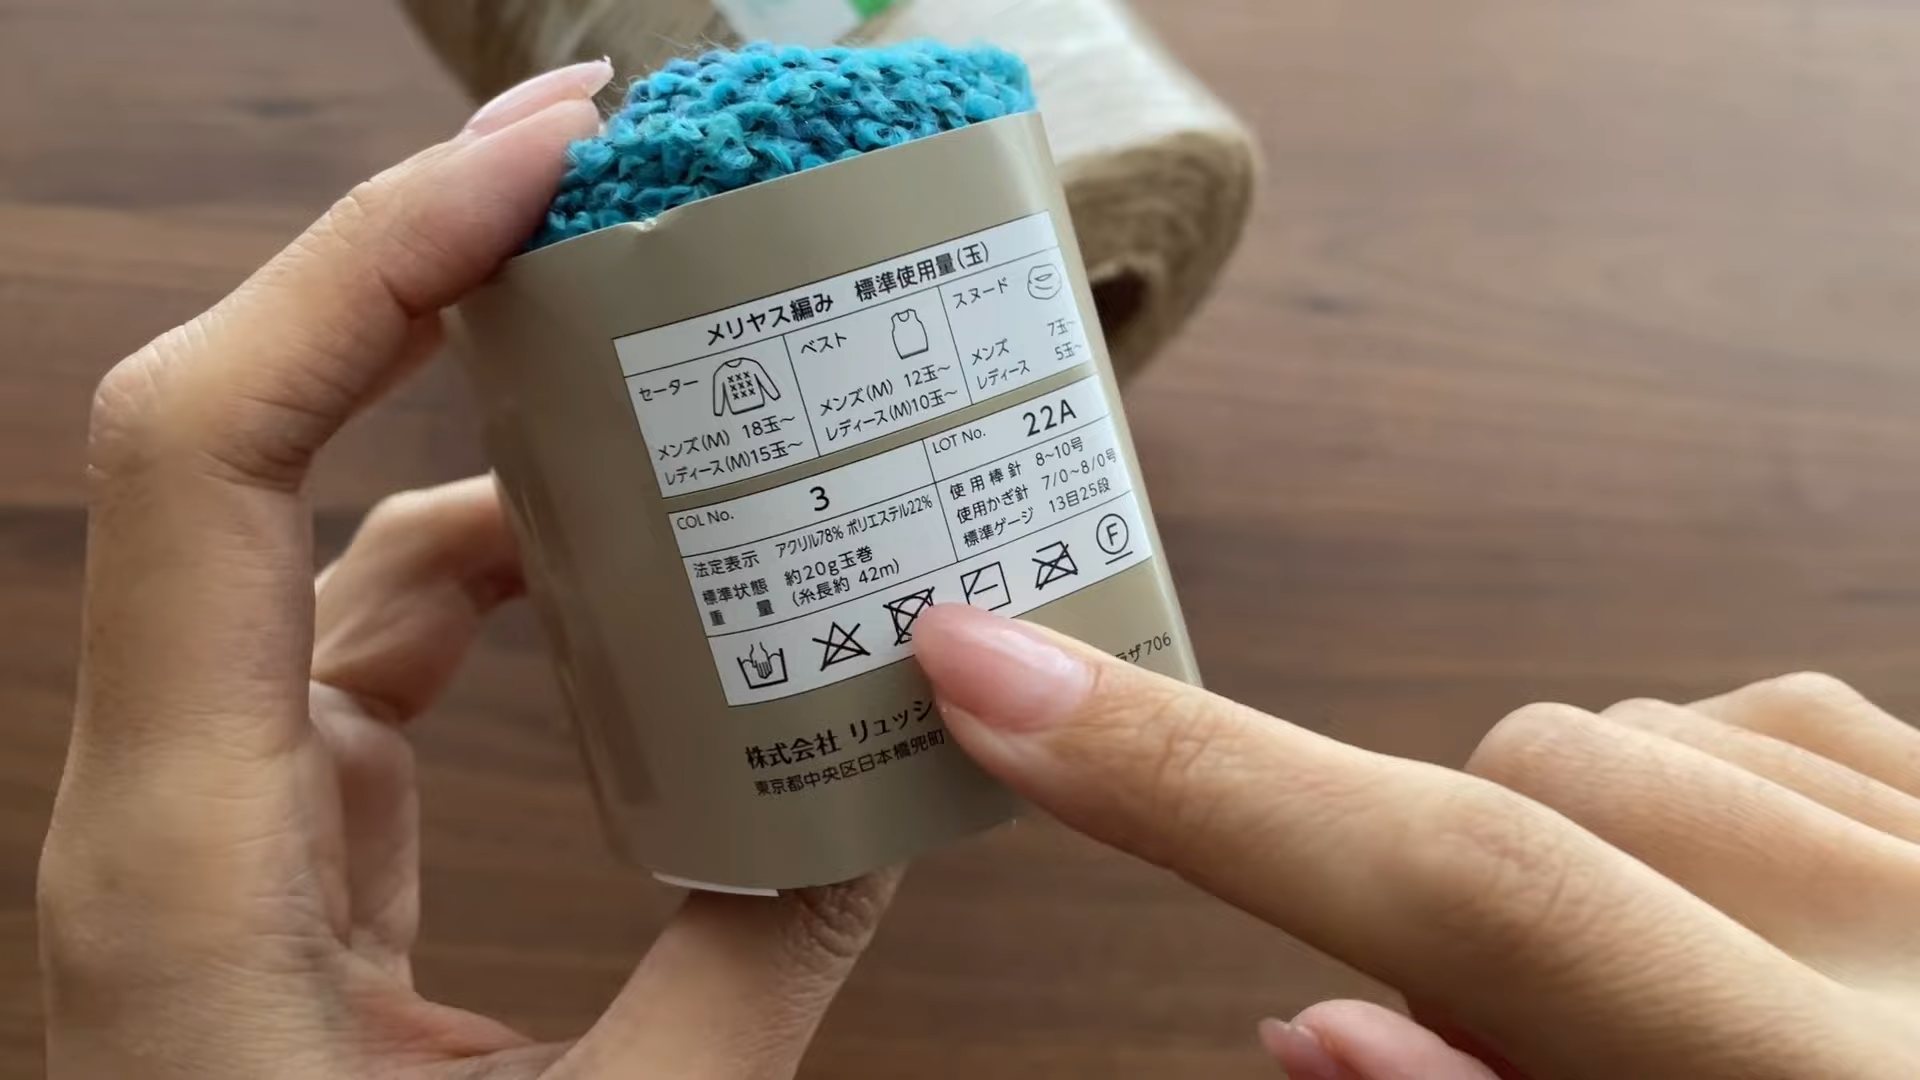 メリヤス編み 標準使用量(玉)
セーター
メンズ(M) 18玉~
レディース(M)15玉~
ベスト
メンズ(M) 12玉~
レディース(M)10玉~
スヌード
メンズ 7玉~
レディース 5玉~
COL No. 3
LOT No. 22A
法定表示 アクリル78% ポリエステル22%
標準状態重量 約20g玉巻
(糸長約 42m)
使用棒針 8~10号
使用かぎ針 7/0~8/0号
標準ゲージ 13目25段
F
株式会社 リュッシ
東京都中央区日本橋兜町
ラザ706